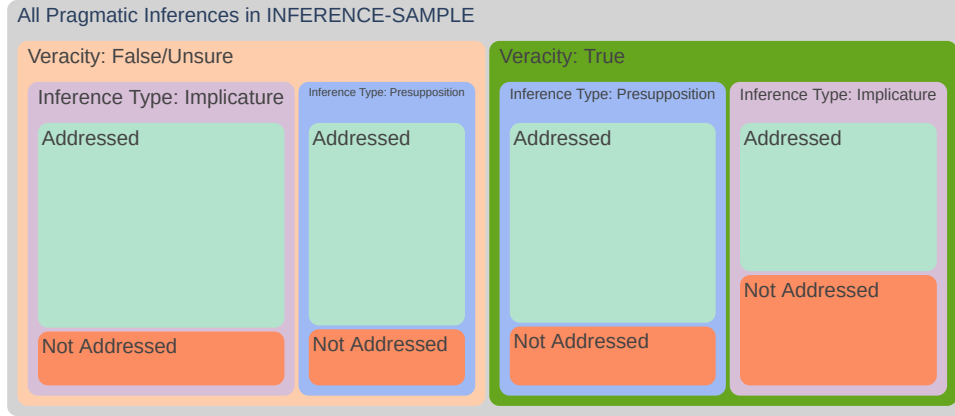 All Pragmatic Inferences in INFERENCE-SAMPLE
Veracity: False/Unsure
Inference Type: Implicature
Addressed
Not Addressed
Inference Type: Presupposition
Addressed
Not Addressed
Veracity: True
Inference Type: Presupposition
Addressed
Not Addressed
Inference Type: Implicature
Addressed
Not Addressed